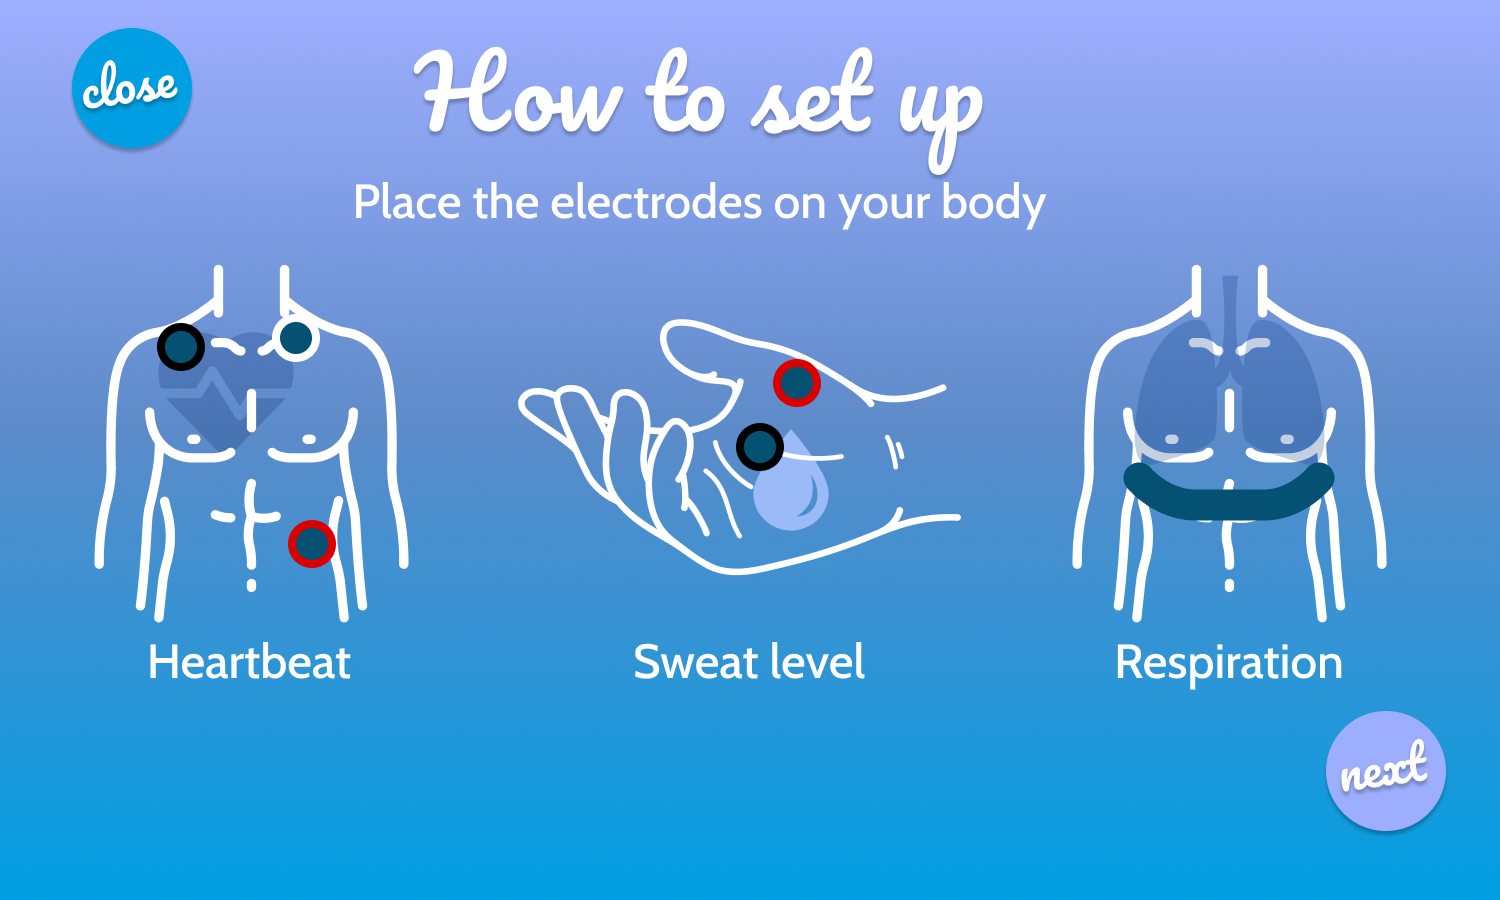 close
How to set up
Place the electrodes on your body
Heartbeat
Sweat level
Respiration
next